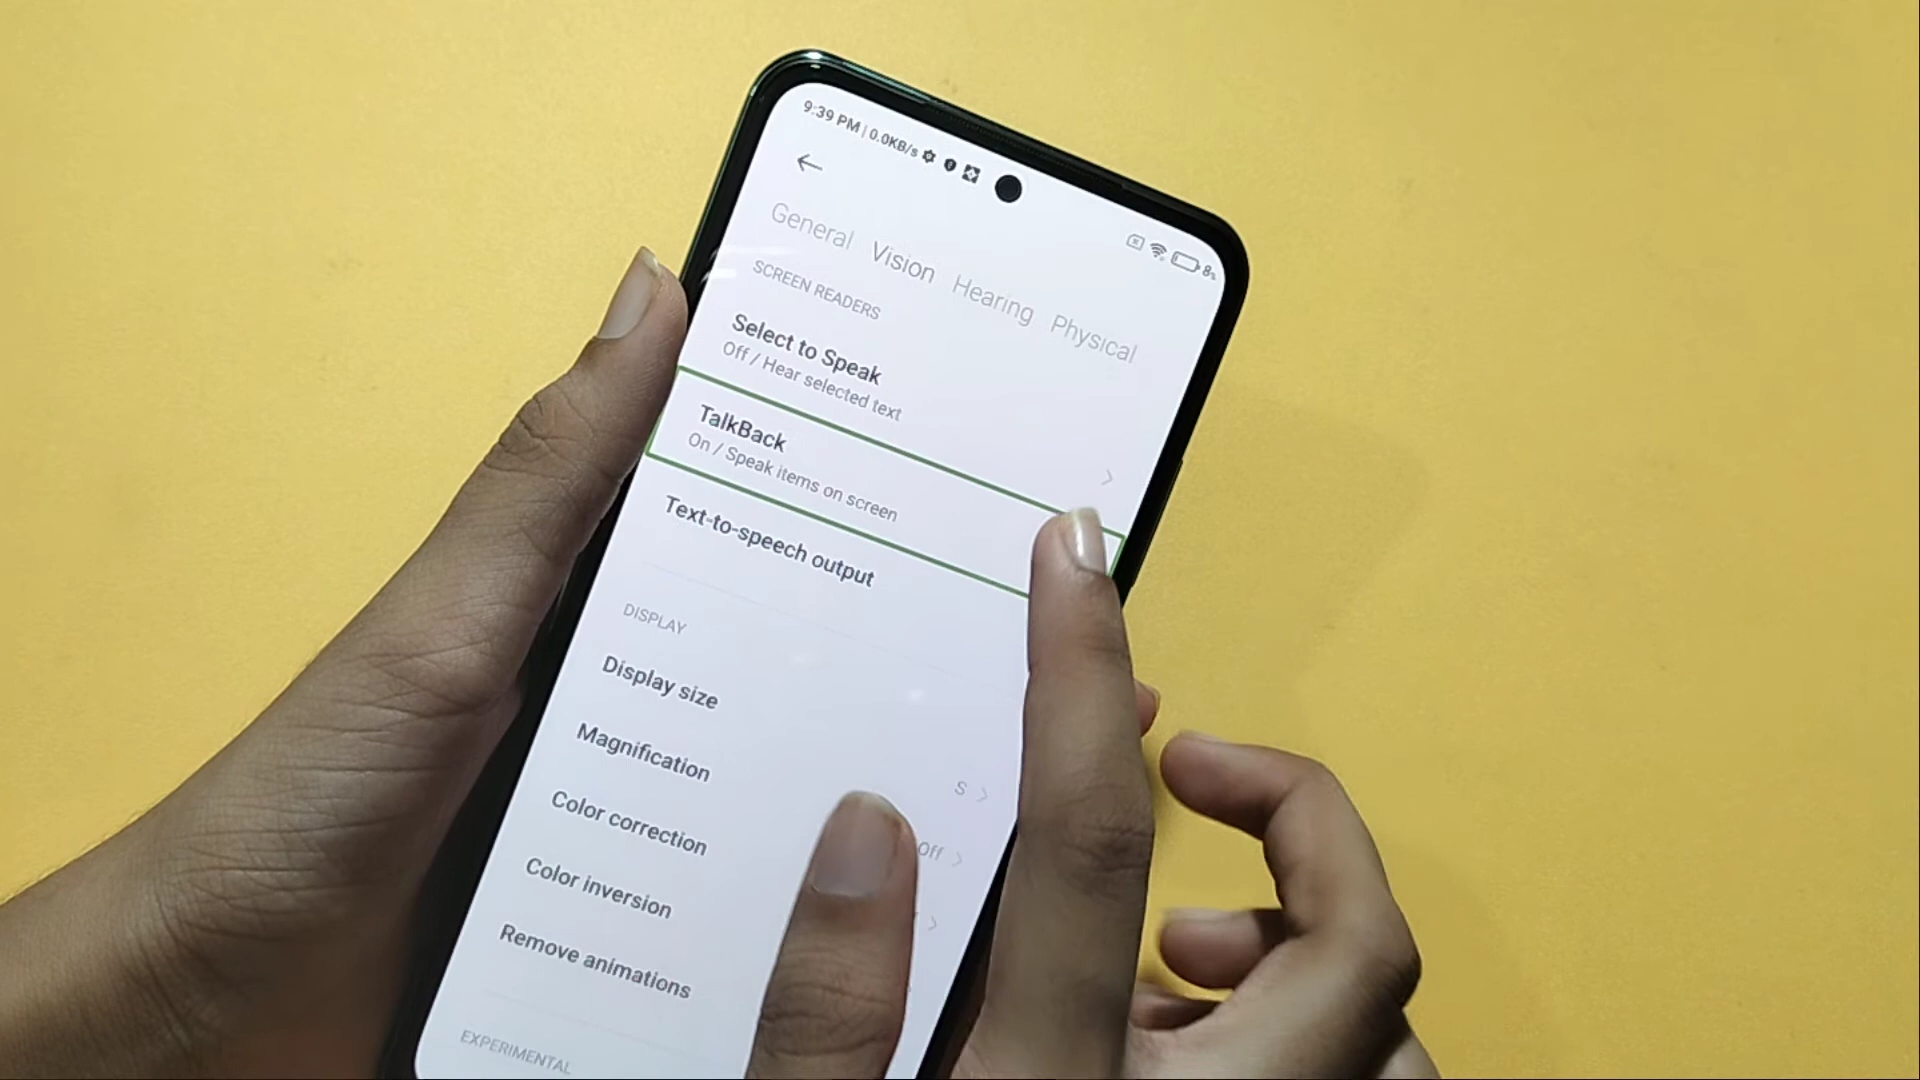 9:39 PM | 0.0KB/s
8%
General Vision Hearing Physical
SCREEN READERS
Select to Speak
Off / Hear selected text
TalkBack
On / Speak items on screen
Text-to-speech output
DISPLAY
Display size
S
Magnification
Off
Color correction
Color inversion
Remove animations
EXPERIMENTAL